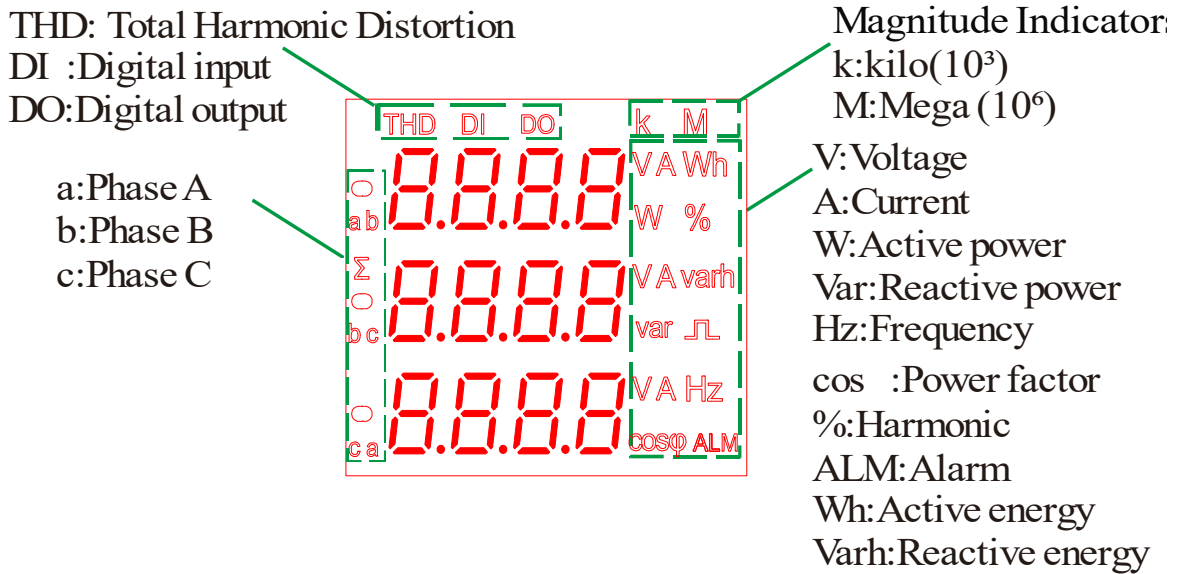 THD: Total Harmonic Distortion
DI :Digital input
DO:Digital output
Magnitude Indicators
k:kilo(10³)
M:Mega (10⁶)
a:Phase A
b:Phase B
c:Phase C
THD DI DO k M
8.8.8.8 V A Wh
ab W %
Σ 8.8.8.8 V A varh
bc var
8.8.8.8 V A Hz
ca cosφ ALM
V:Voltage
A:Current
W:Active power
Var:Reactive power
Hz:Frequency
cos :Power factor
%:Harmonic
ALM:Alarm
Wh:Active energy
Varh:Reactive energy